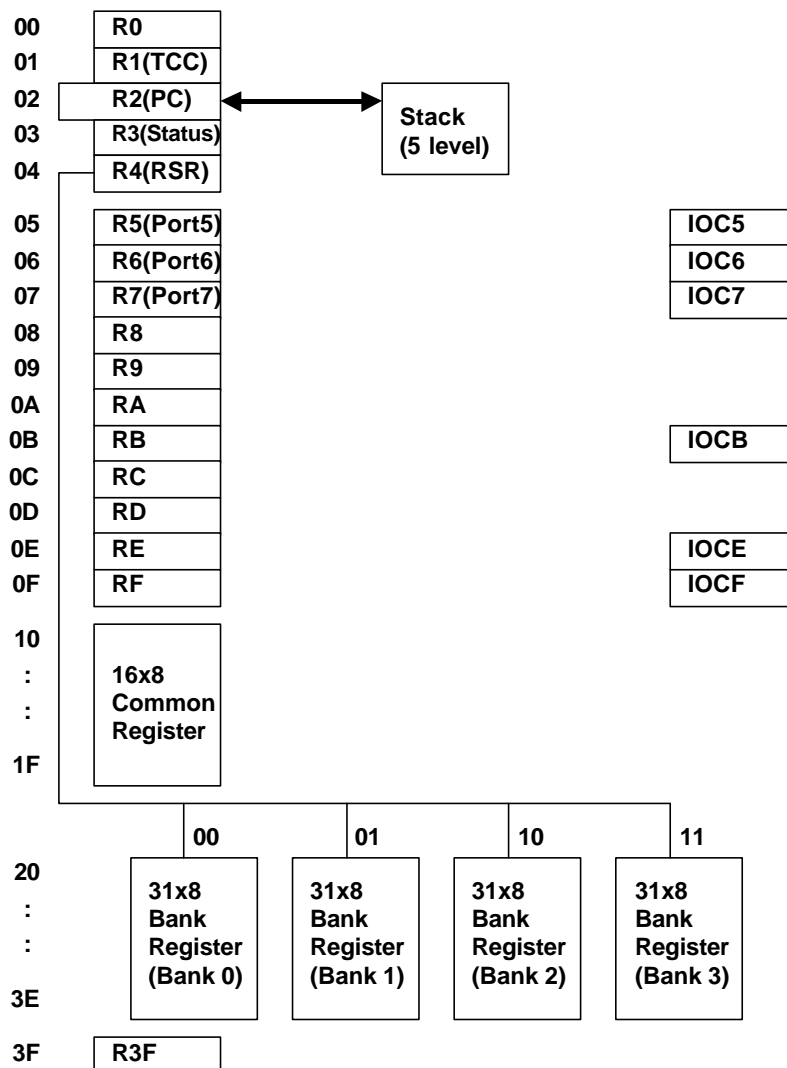 00 R0
01 R1(TCC)
02 R2(PC)
Stack
(5 level)
03 R3(Status)
04 R4(RSR)
05 R5(Port5) IOC5
06 R6(Port6) IOC6
07 R7(Port7) IOC7
08 R8
09 R9
0A RA
0B RB IOCB
0C RC
0D RD
0E RE IOCE
0F RF IOCF
10
:
:
1F
16x8
Common
Register
00 01 10 11
20
:
:
3E
31x8
Bank
Register
(Bank 0)
31x8
Bank
Register
(Bank 1)
31x8
Bank
Register
(Bank 2)
31x8
Bank
Register
(Bank 3)
3F R3F